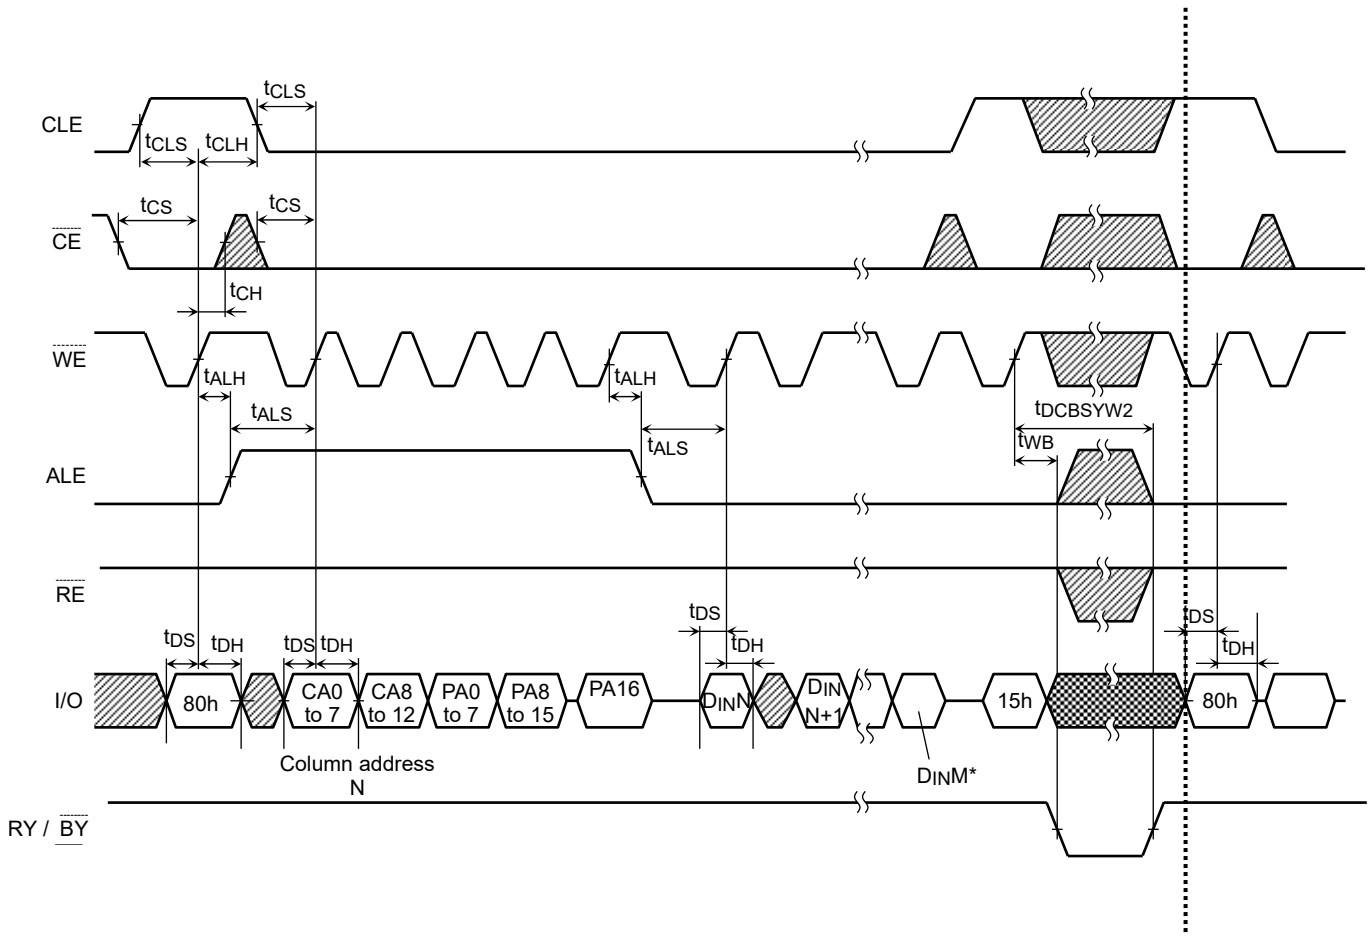 tCLS
CLE
tCLS
tCLH
tCS
tCS
CE
tCH
WE
tALH
tALH
tALS
tDCBSYW2
tALS
tWB
ALE
RE
tDS
tDH
tDS
tDH
tDS
tDH
tDS
tDH
I/O
80h
CA0
to 7
CA8
to 12
PA0
to 7
PA8
to 15
PA16
DINN
DIN
N+1
15h
80h
Column address
N
DINM*
RY / BY